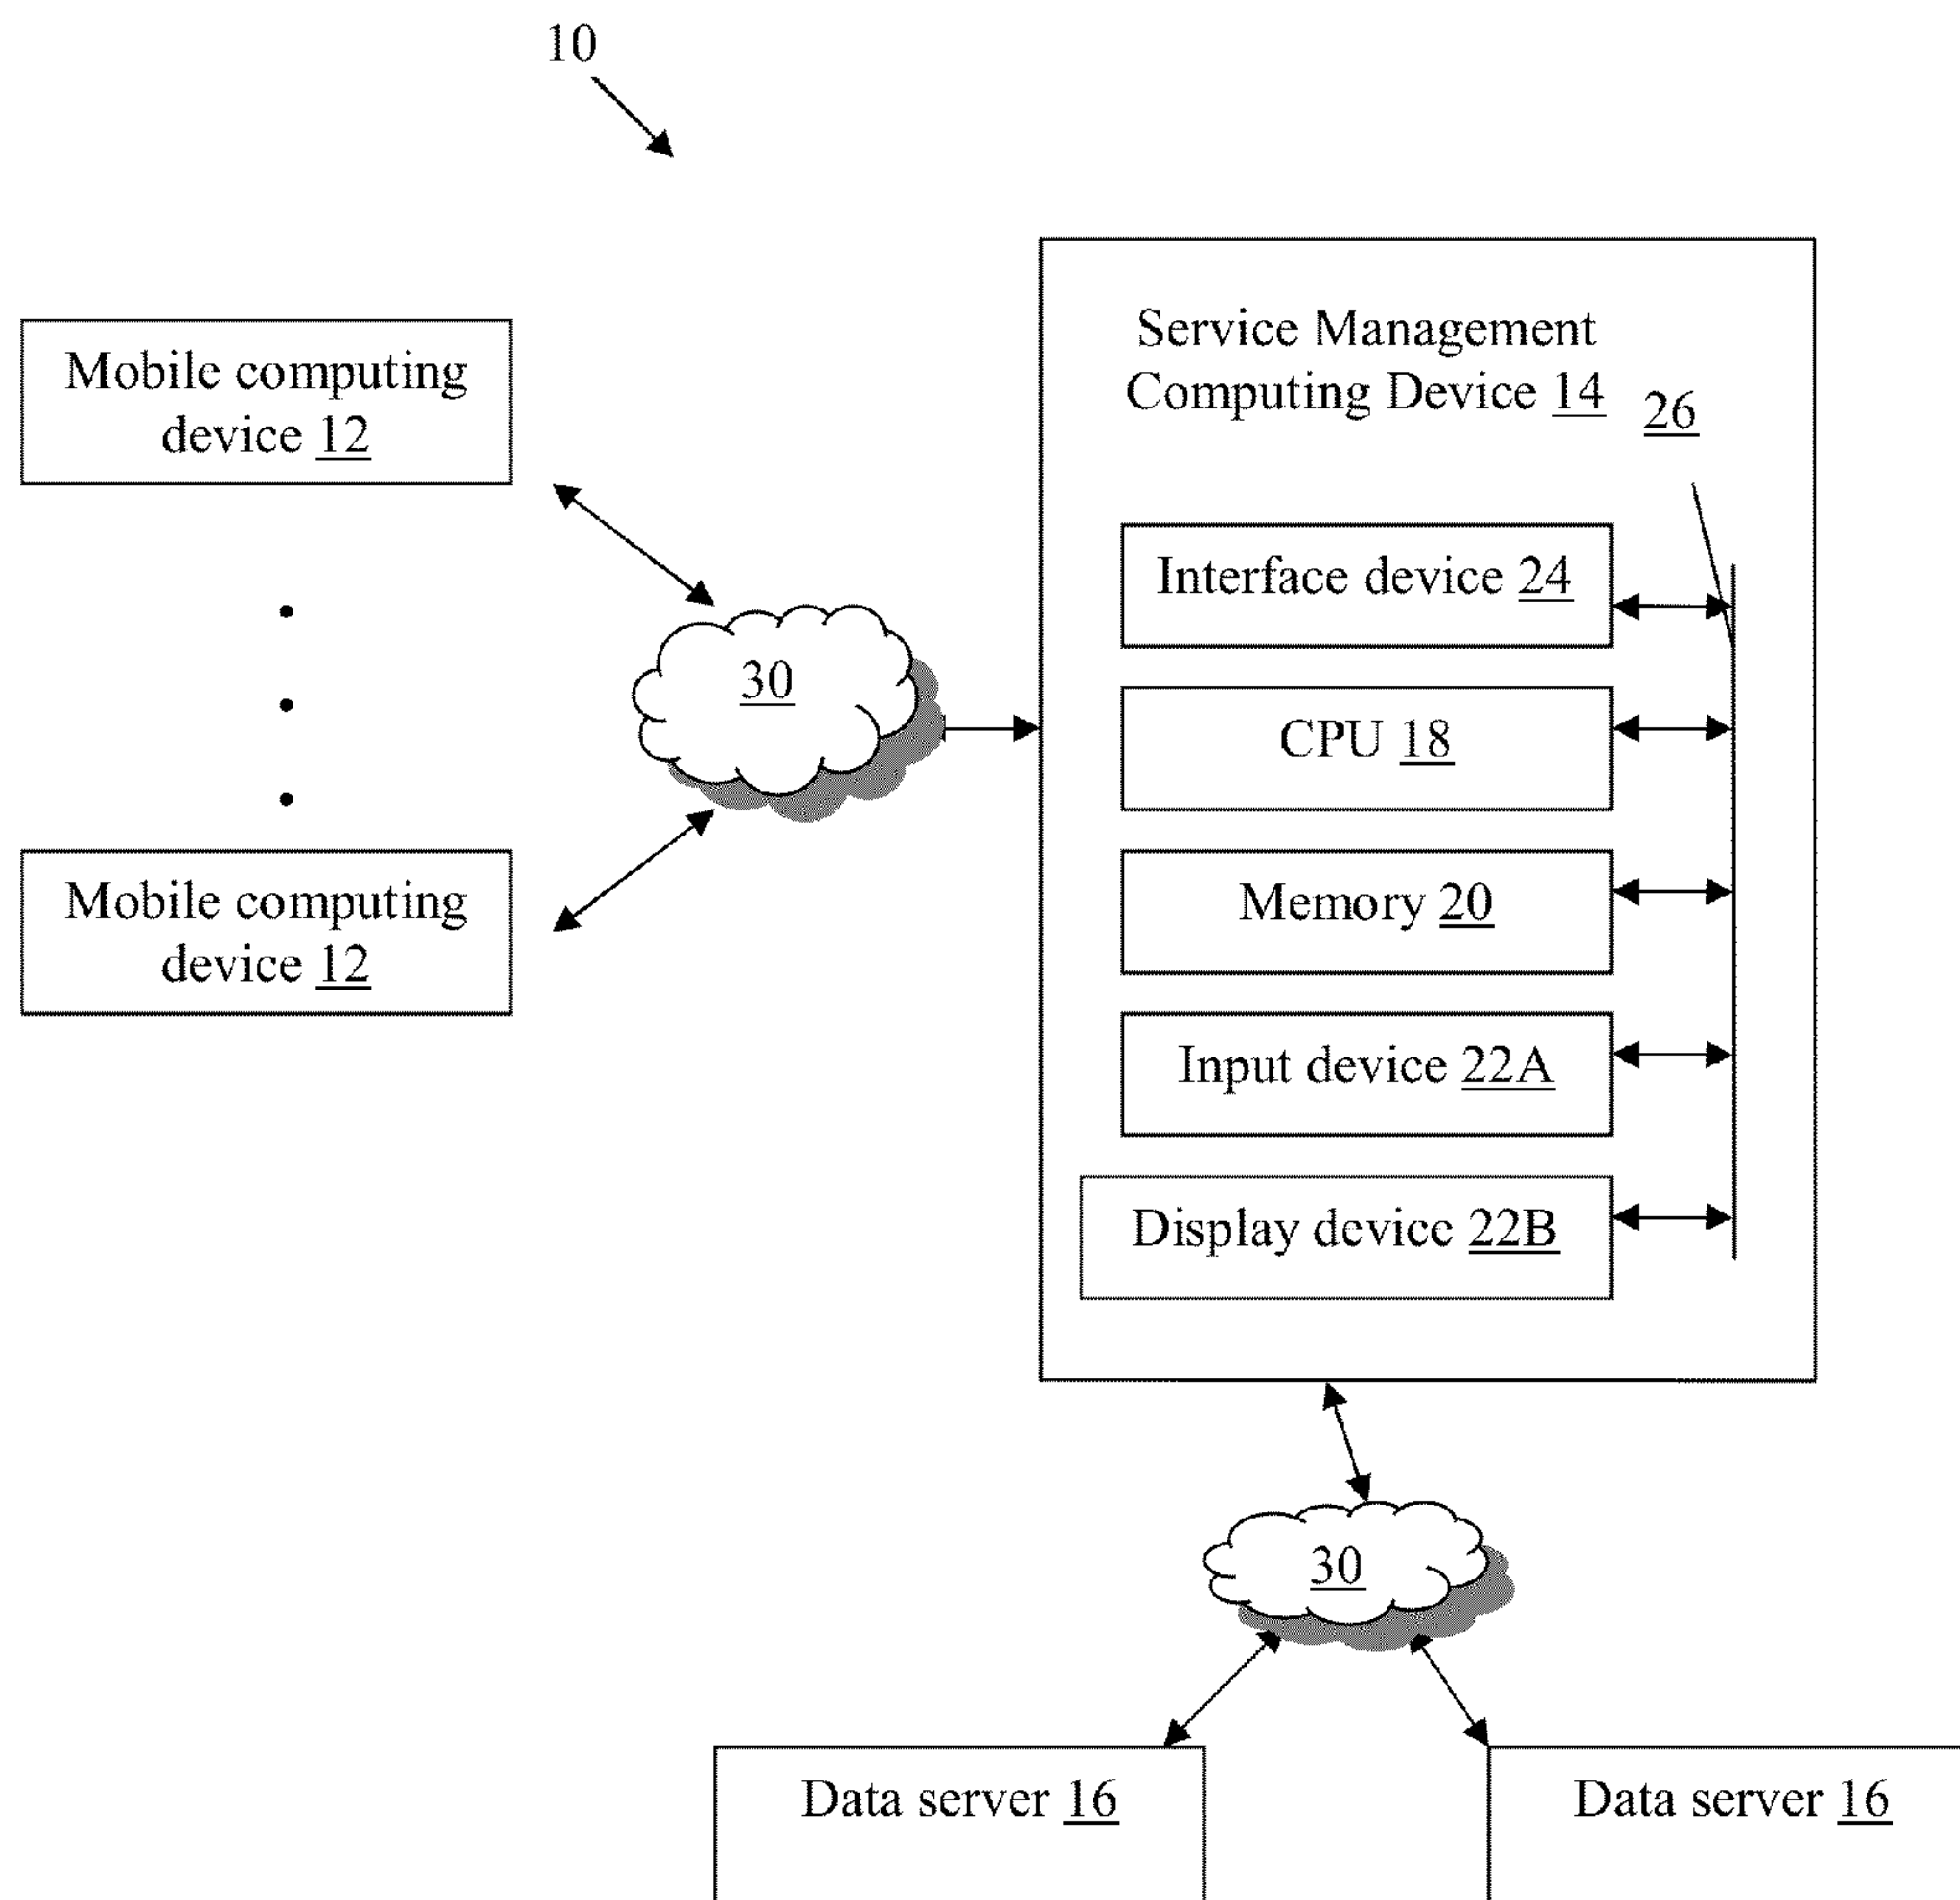 10
Service Management
Computing Device 14
26
Mobile computing
device 12
Interface device 24
30
CPU 18
Memory 20
Mobile computing
device 12
Input device 22A
Display device 22B
30
Data server 16
Data server 16